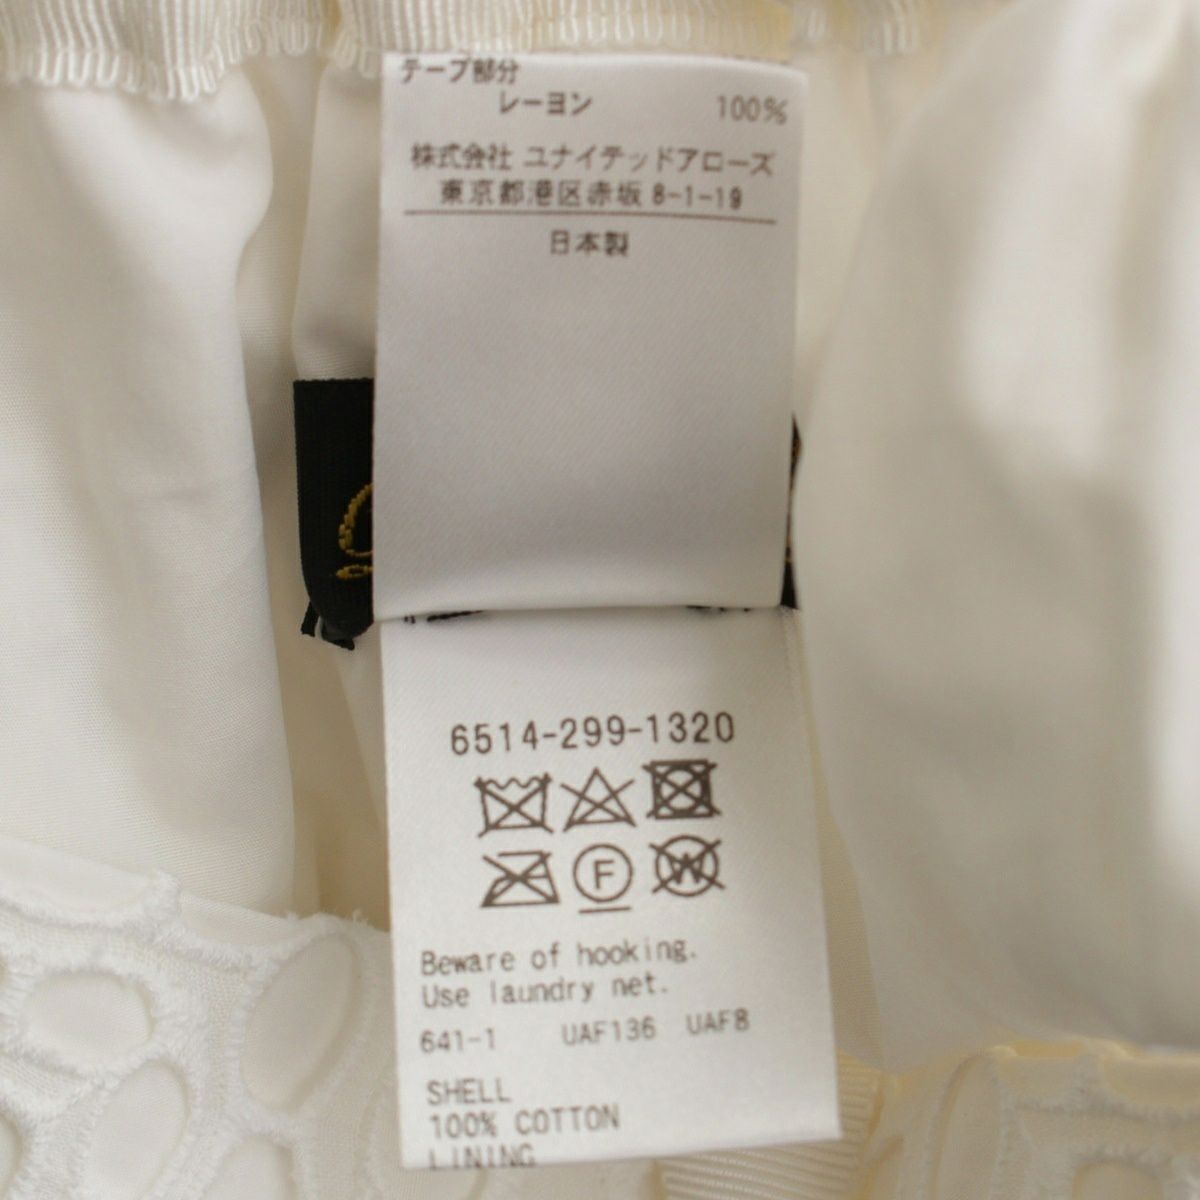 テープ部分
レーヨン 100%
株式会社 ユナイテッドアローズ
東京都港区赤坂 8-1-19
日本製
6514-299-1320
F W
Beware of hooking.
Use laundry net.
641-1 UAF136 UAF8
SHELL
100% COTTON
LINING